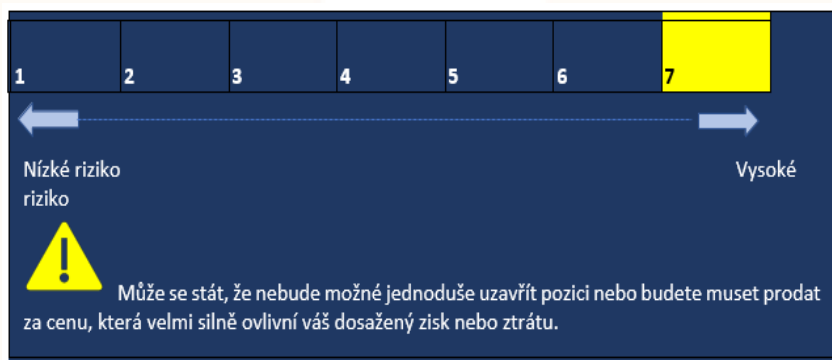 1 2 3 4 5 6 7
Nízké riziko Vysoké
riziko
Může se stát, že nebude možné jednoduše uzavřít pozici nebo budete muset prodat
za cenu, která velmi silně ovlivní váš dosažený zisk nebo ztrátu.